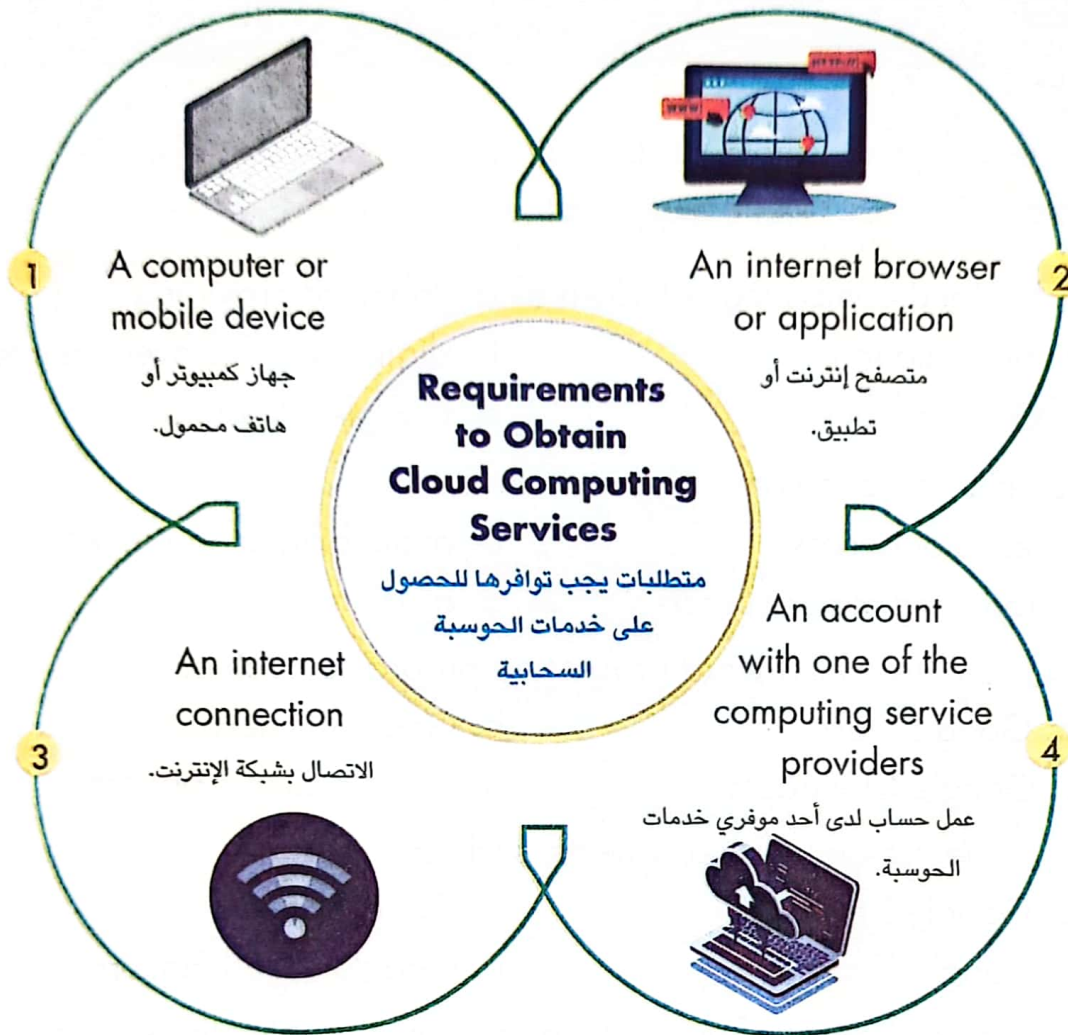 1
A computer or
mobile device
جهاز كمبيوتر أو
هاتف محمول.
HTTP://
WWW
2
An internet browser
or application
متصفح إنترنت أو
تطبيق.
Requirements
to Obtain
Cloud Computing
Services
متطلبات يجب توافرها للحصول
على خدمات الحوسبة
السحابية
3
An internet
connection
الاتصال بشبكة الإنترنت.
4
An account
with one of the
computing service
providers
عمل حساب لدى أحد موفري خدمات
الحوسبة.